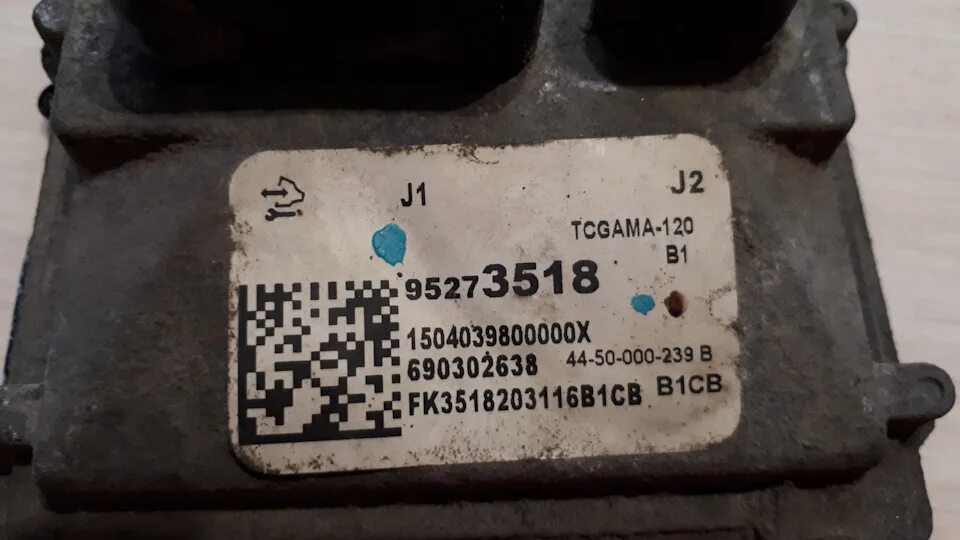 J1
J2
TCGAMA-120
B1
95273518
1504039800000X
690302638
44-50-000-239 B
FK3518203116B1CB
B1CB